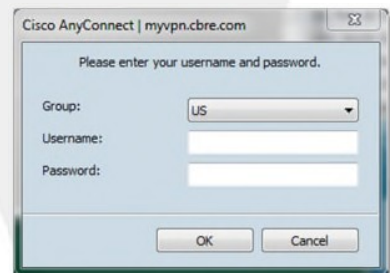 Cisco AnyConnect | myvpn.cbre.com
Please enter your username and password.
Group:
US
Username:
Password:
OK
Cancel